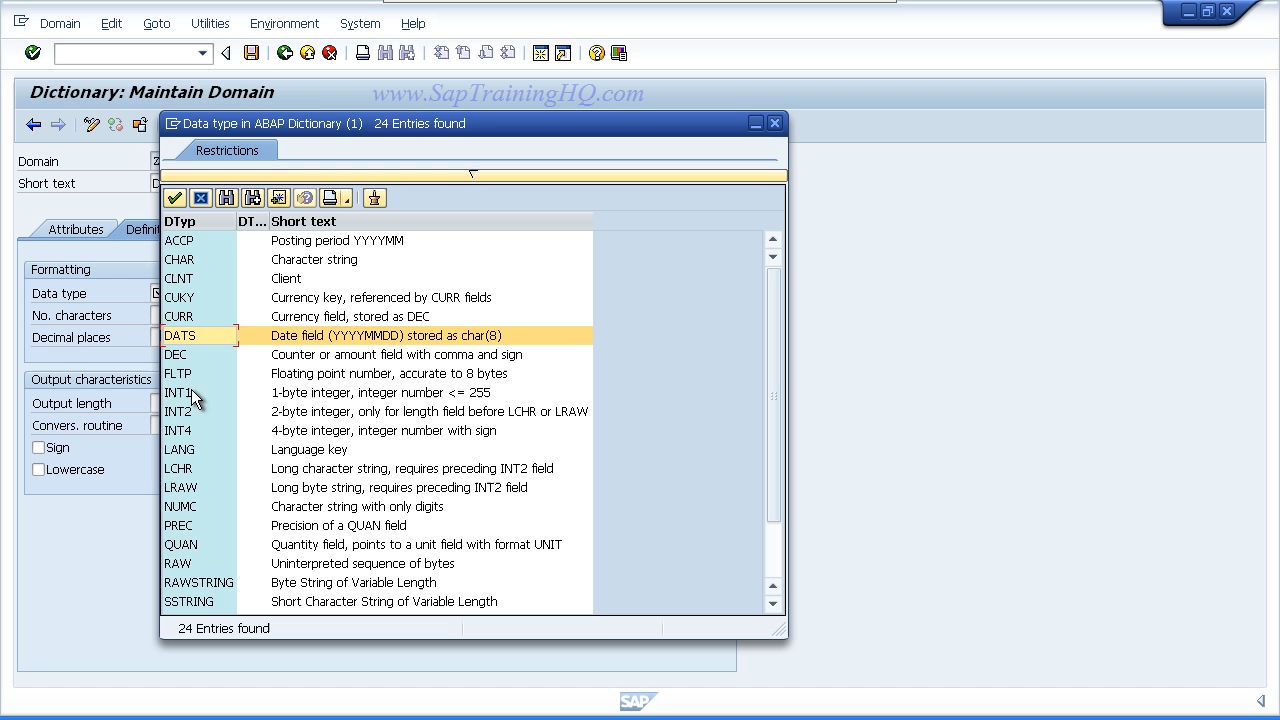 Domain Edit Goto Utilities Environment System Help
Dictionary: Maintain Domain
www.SapTrainingHQ.com
Data type in ABAP Dictionary (1) 24 Entries found
Restrictions
Domain Z
Short text D
Attributes Definit
Formatting
Data type
No. characters
Decimal places
Output characteristics
Output length
Convers. routine
Sign
Lowercase
DTyp DT... Short text
ACCP Posting period YYYYMM
CHAR Character string
CLNT Client
CUKY Currency key, referenced by CURR fields
CURR Currency field, stored as DEC
DATS Date field (YYYYMMDD) stored as char(8)
DEC Counter or amount field with comma and sign
FLTP Floating point number, accurate to 8 bytes
INT1 1-byte integer, integer number <= 255
INT2 2-byte integer, only for length field before LCHR or LRAW
INT4 4-byte integer, integer number with sign
LANG Language key
LCHR Long character string, requires preceding INT2 field
LRAW Long byte string, requires preceding INT2 field
NUMC Character string with only digits
PREC Precision of a QUAN field
QUAN Quantity field, points to a unit field with format UNIT
RAW Uninterpreted sequence of bytes
RAWSTRING Byte String of Variable Length
SSTRING Short Character String of Variable Length
24 Entries found
SAP